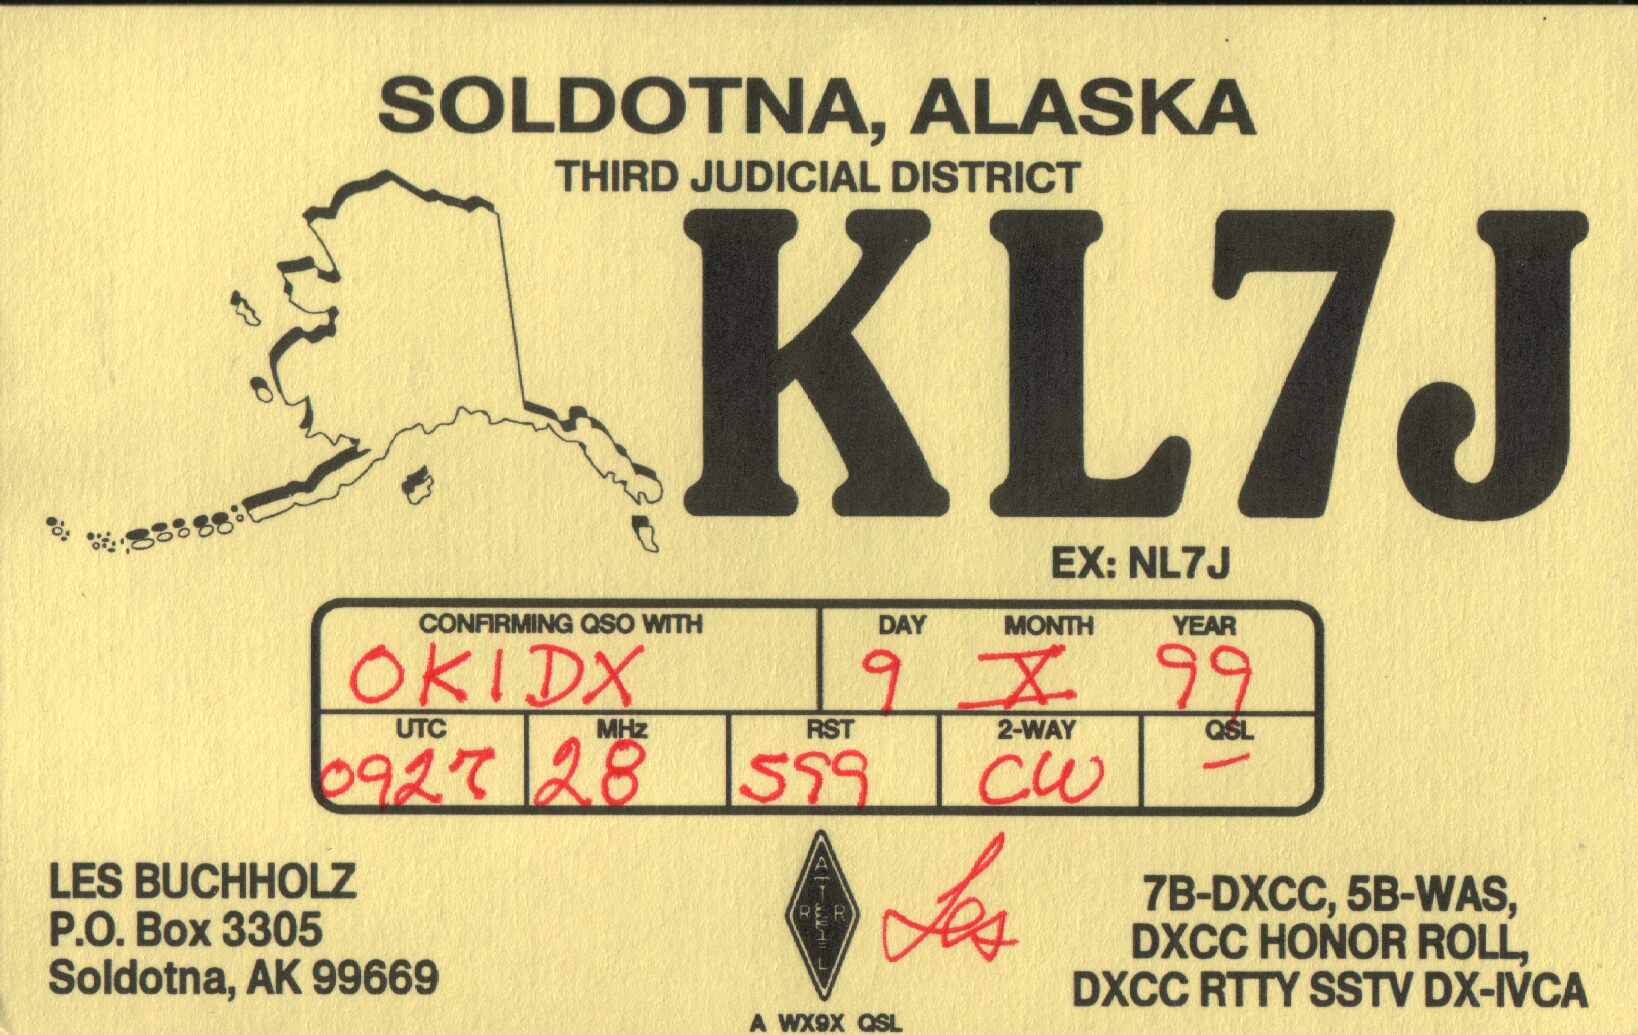 SOLDOTNA, ALASKA
THIRD JUDICIAL DISTRICT
KL7J
EX: NL7J
CONFIRMING QSO WITH DAY MONTH YEAR
OK1DX 9 X 99
UTC MHz RST 2-WAY QSL
0927 28 599 CW –
LES BUCHHOLZ
P.O. Box 3305
Soldotna, AK 99669
A
R R
L
Les
7B-DXCC, 5B-WAS,
DXCC HONOR ROLL,
DXCC RTTY SSTV DX-IVCA
A WX9X QSL